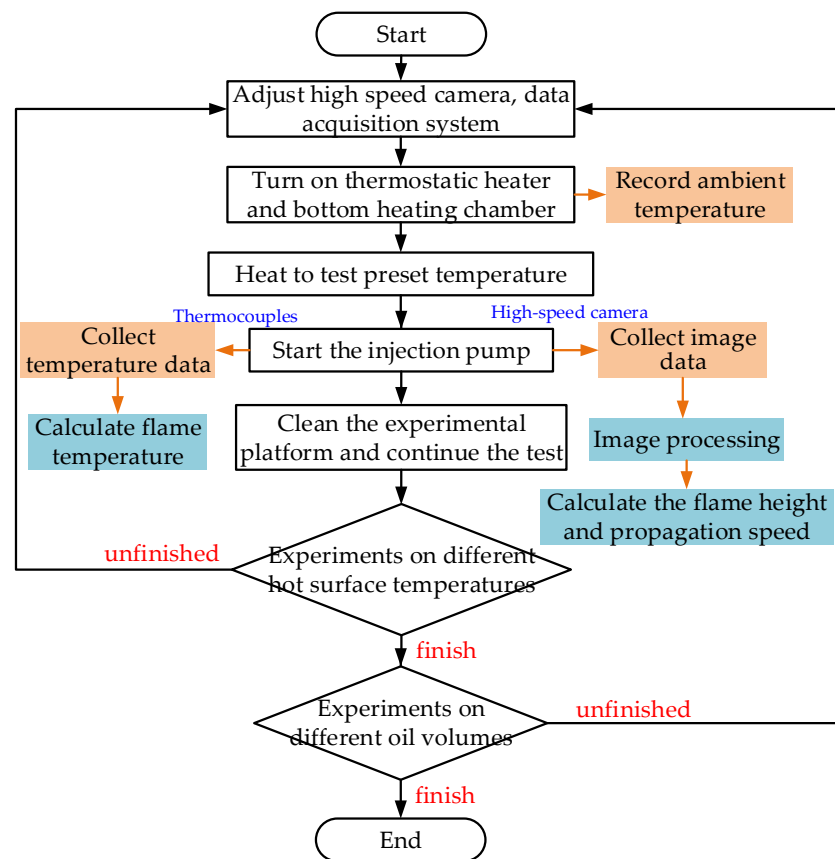 Start
Adjust high speed camera, data
acquisition system
Turn on thermostatic heater
and bottom heating chamber
Record ambient
temperature
Heat to test preset temperature
Thermocouples
High-speed camera
Collect
temperature data
Start the injection pump
Collect image
data
Calculate flame
temperature
Clean the experimental
platform and continue the test
Image processing
Calculate the flame height
and propagation speed
unfinished
Experiments on different
hot surface temperatures
finish
Experiments on
different oil volumes
unfinished
finish
End